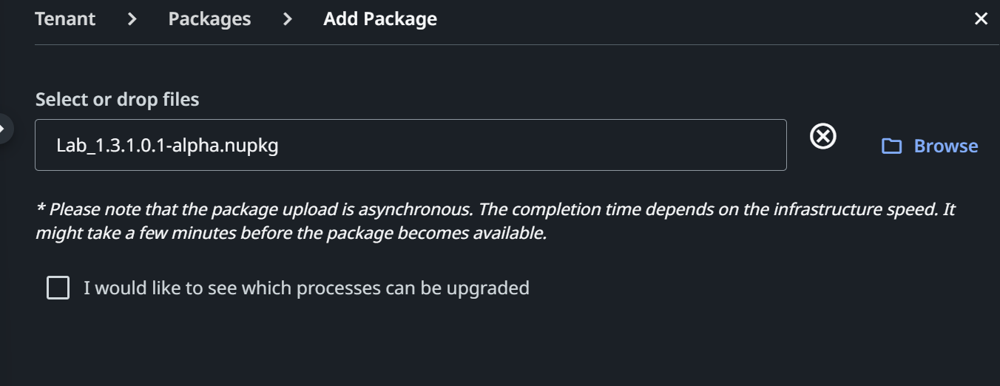 Tenant > Packages > Add Package
Select or drop files
Lab_1.3.1.0.1-alpha.nupkg
Browse
* Please note that the package upload is asynchronous. The completion time depends on the infrastructure speed. It
might take a few minutes before the package becomes available.
I would like to see which processes can be upgraded